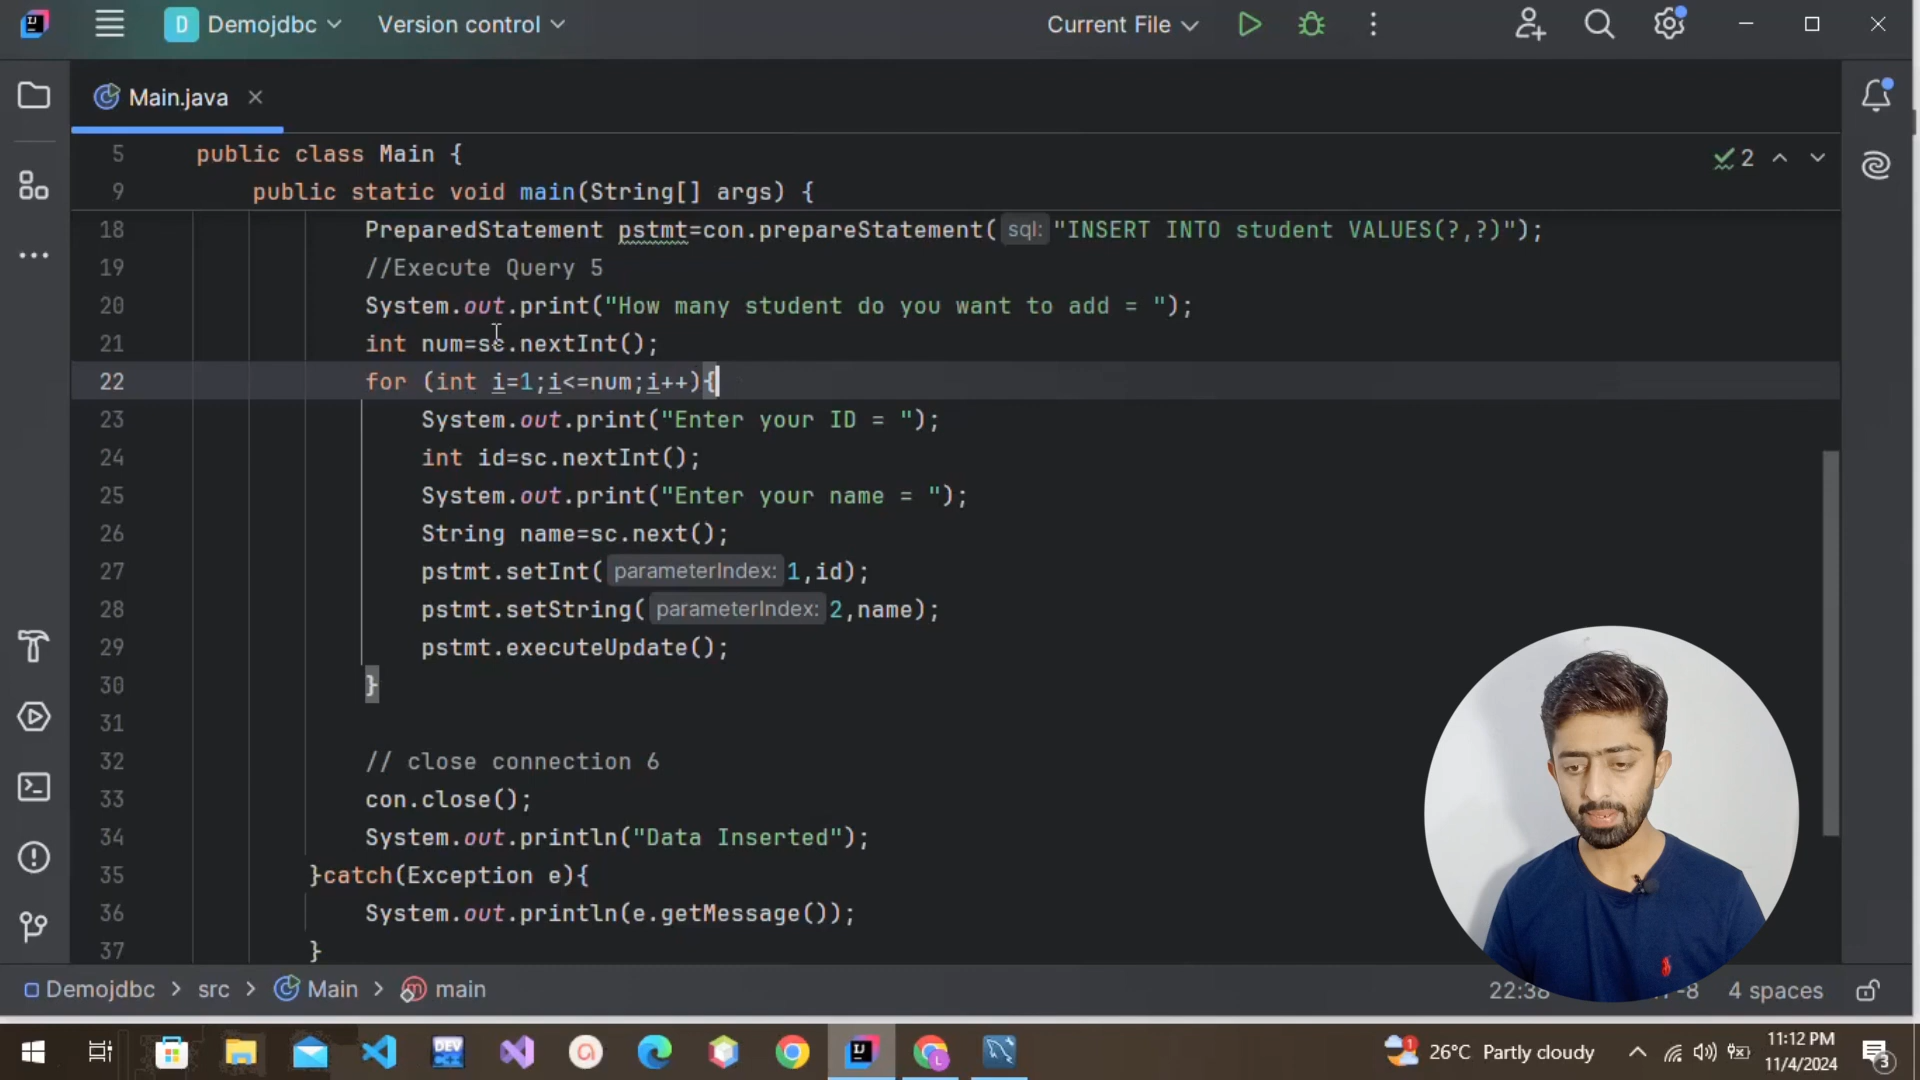 D Demojdbc Version control Current File
Main.java
5 public class Main { 2
9 public static void main(String[] args) {
18 PreparedStatement pstmt=con.prepareStatement( sql: "INSERT INTO student VALUES(?,?)");
19 //Execute Query 5
20 System.out.print("How many student do you want to add = ");
21 int num=sc.nextInt();
22 for (int i=1;i<=num;i++){
23 System.out.print("Enter your ID = ");
24 int id=sc.nextInt();
25 System.out.print("Enter your name = ");
26 String name=sc.next();
27 pstmt.setInt( parameterIndex: 1,id);
28 pstmt.setString( parameterIndex: 2,name);
29 pstmt.executeUpdate();
30 }
31
32 // close connection 6
33 con.close();
34 System.out.println("Data Inserted");
35 }catch(Exception e){
36 System.out.println(e.getMessage());
37 }
Demojdbc > src > Main > main 22:38 -8 4 spaces
DEV C++ 1 26°C Partly cloudy 11:12 PM 3
11/4/2024